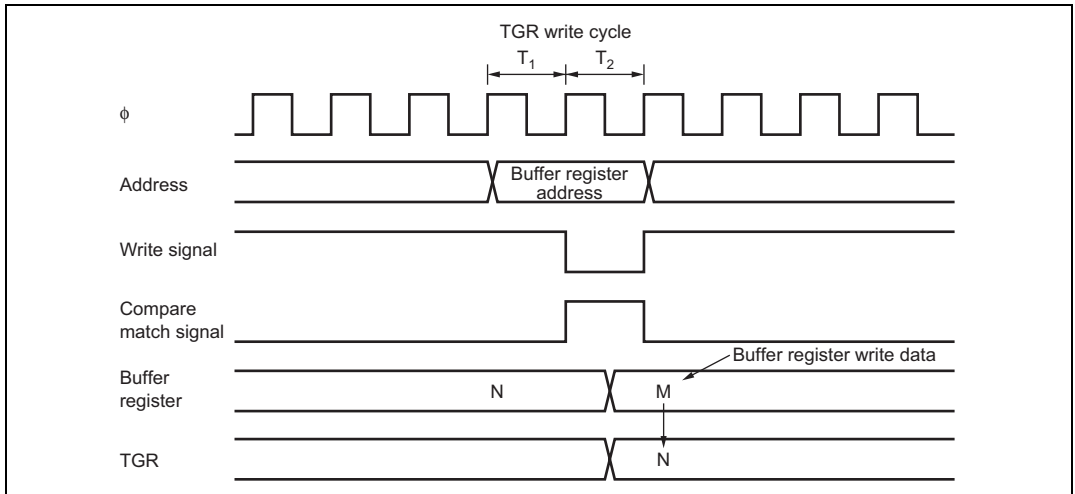 TGR write cycle
T1 T2
ϕ
Address
Buffer register
address
Write signal
Compare
match signal
Buffer register write data
Buffer
register
N M
TGR
N